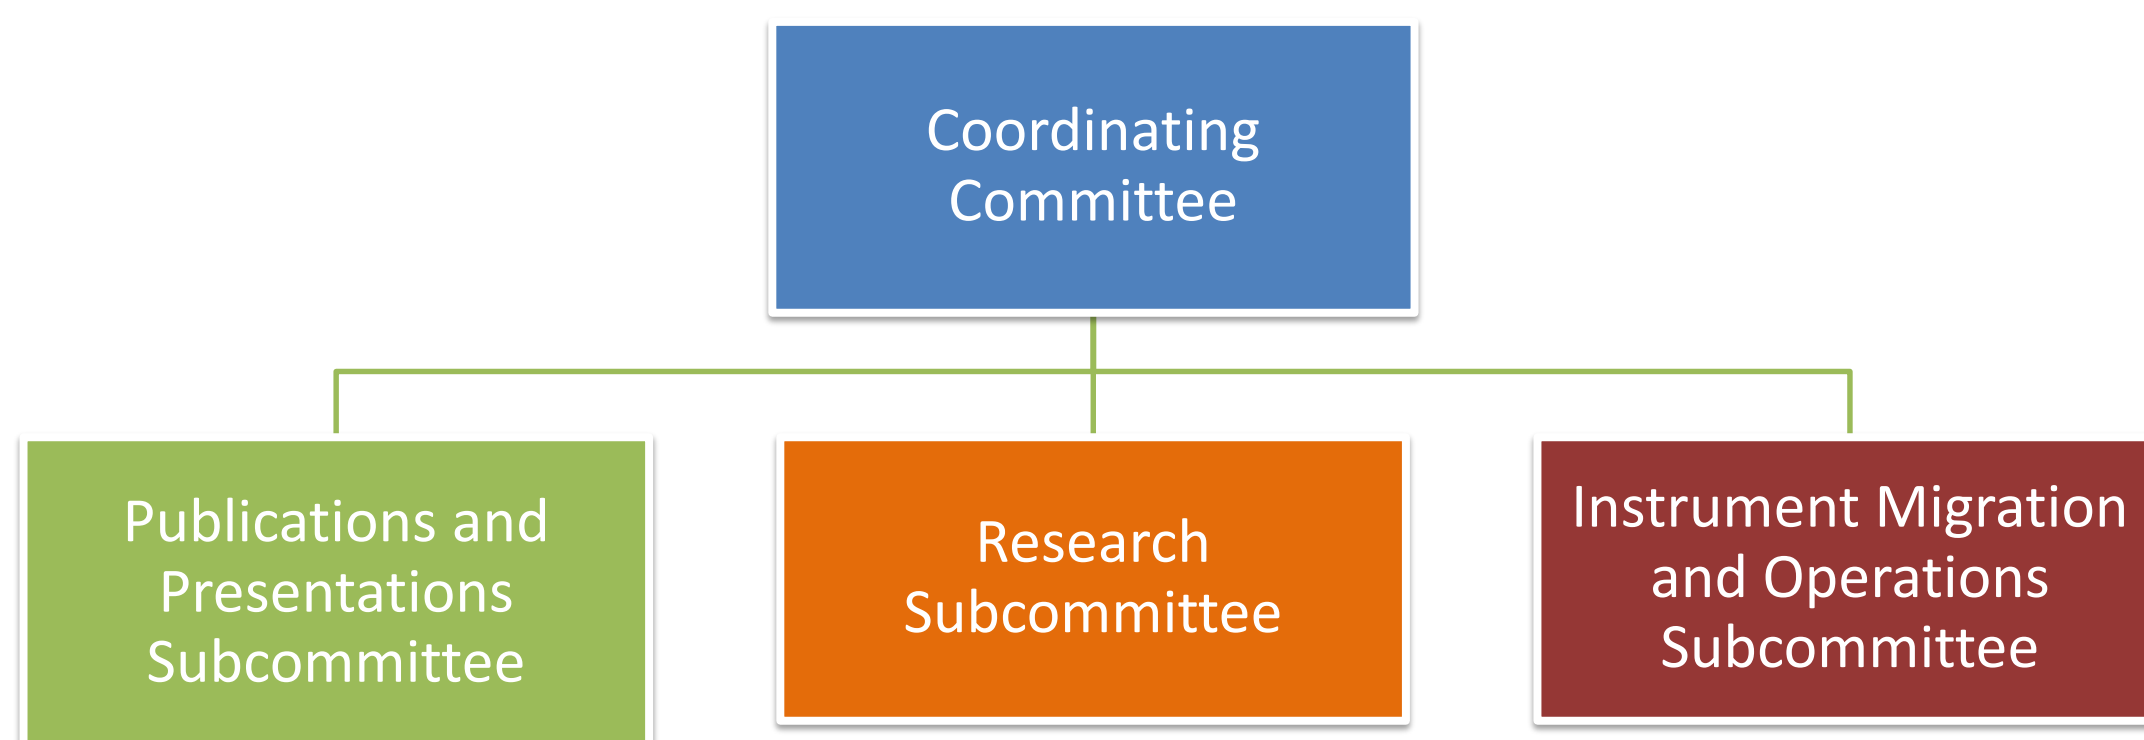 Coordinating
Committee
Publications and
Presentations
Subcommittee
Research
Subcommittee
Instrument Migration
and Operations
Subcommittee